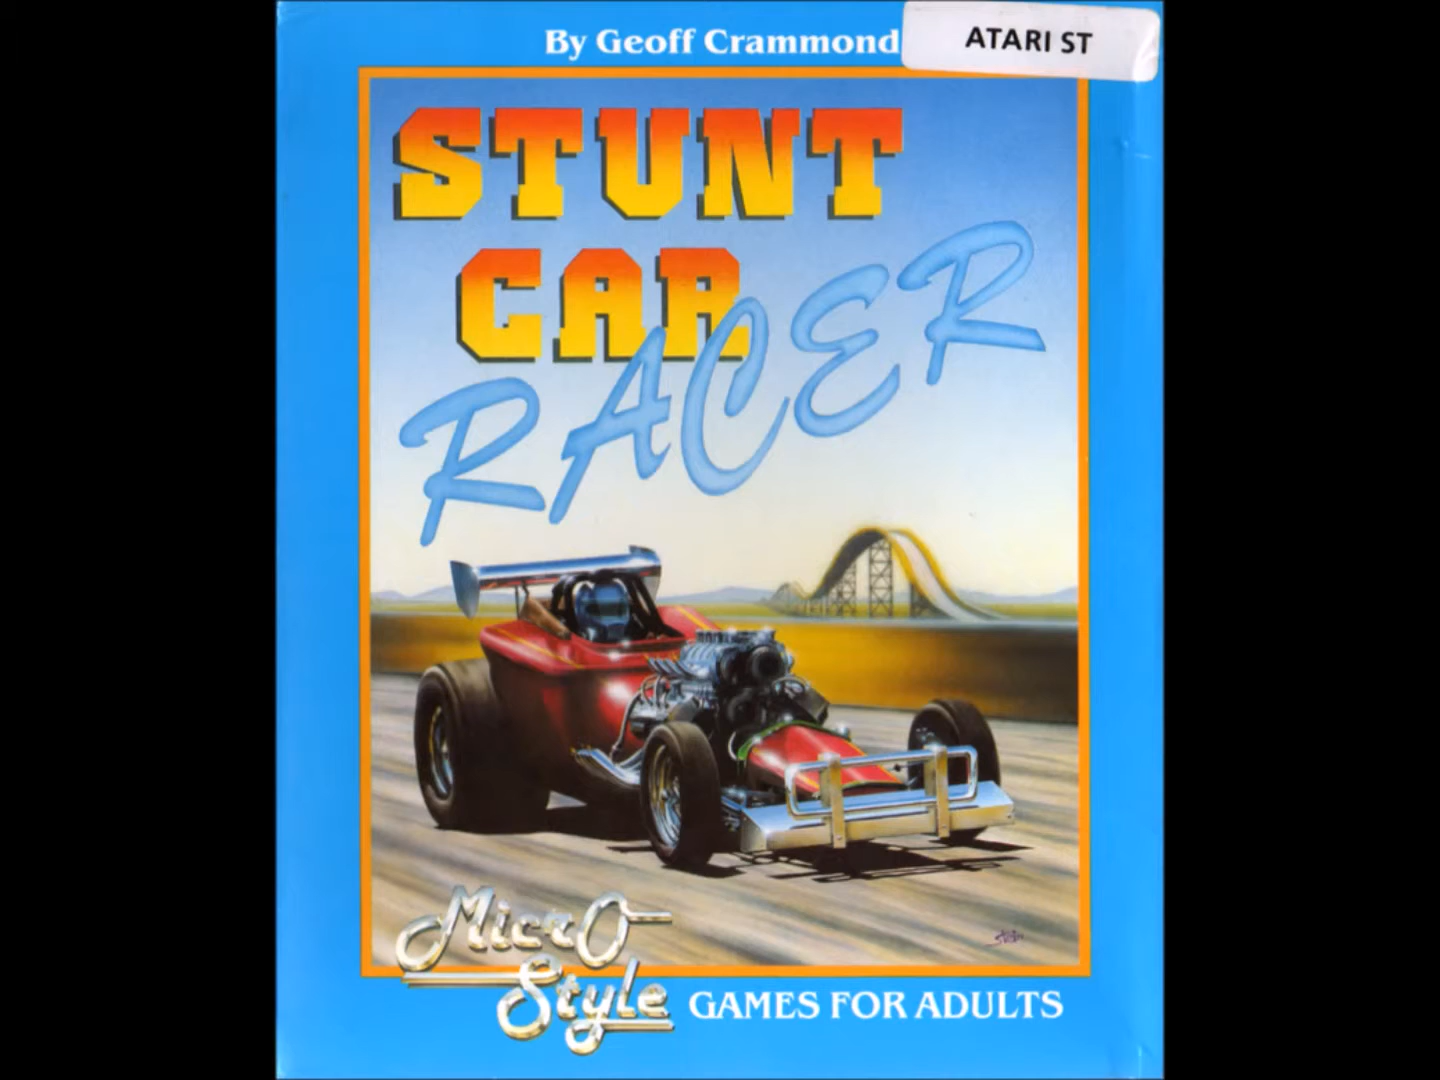 By Geoff Crammond
ATARI ST
STUNT
CAR
RACER
MicrO
Style
GAMES FOR ADULTS